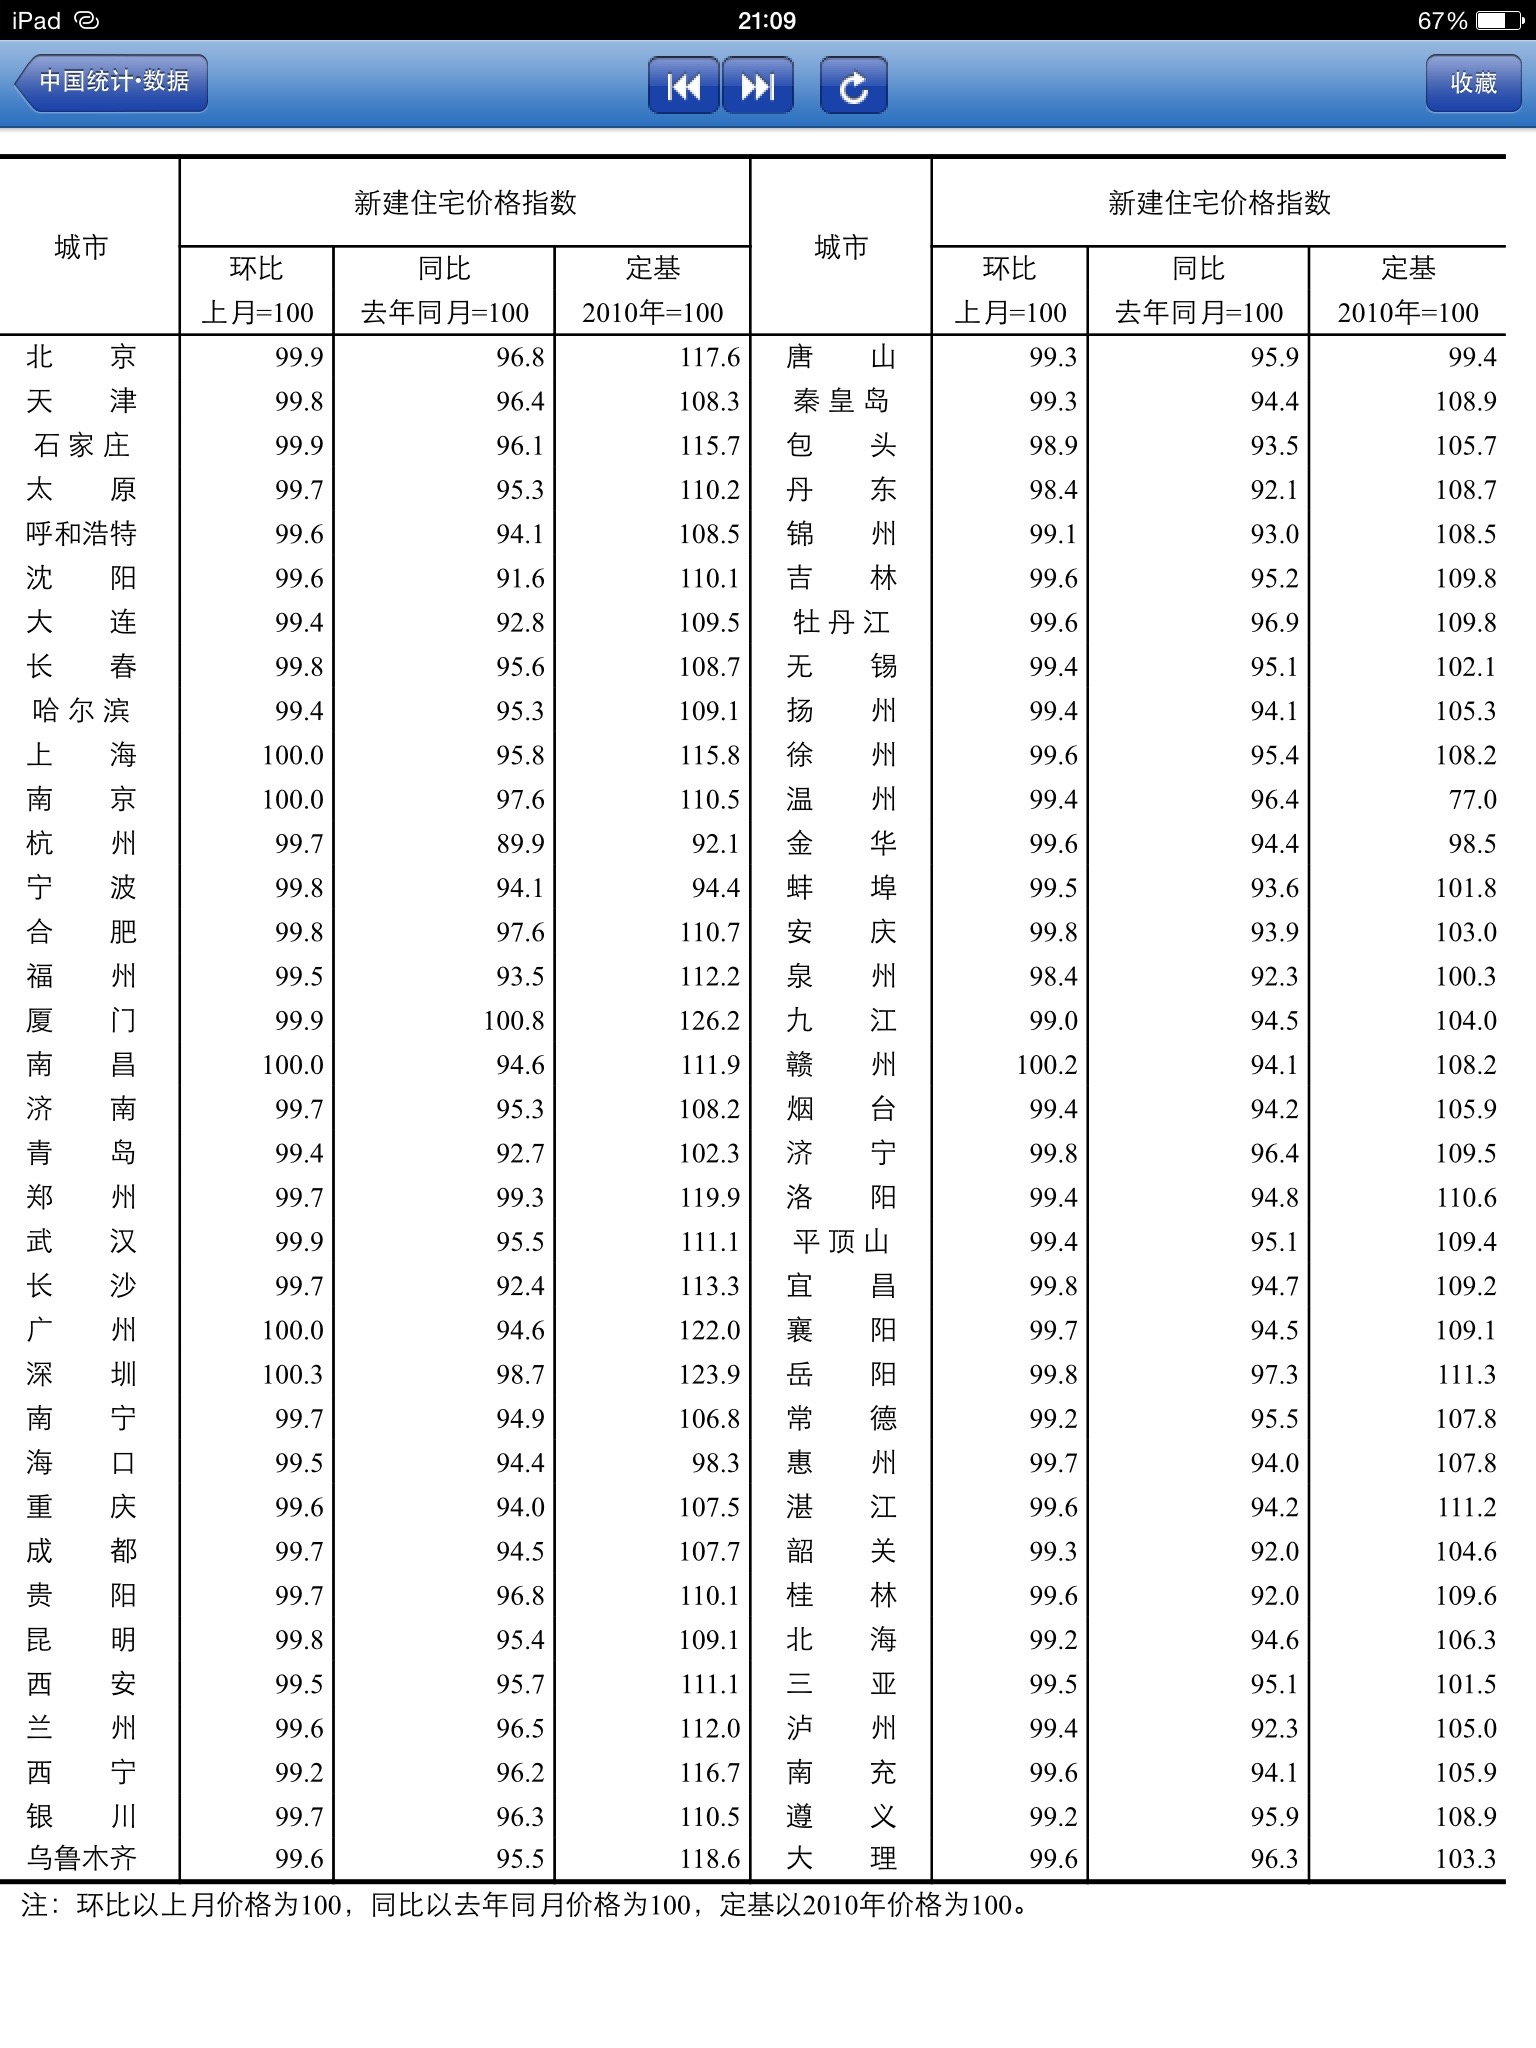 iPad 21:09 67%
中国统计·数据 收藏
城市 新建住宅价格指数 城市 新建住宅价格指数
环比 同比 定基 环比 同比 定基
上月=100 去年同月=100 2010年=100 上月=100 去年同月=100 2010年=100
北京 99.9 96.8 117.6 唐山 99.3 95.9 99.4
天津 99.8 96.4 108.3 秦皇岛 99.3 94.4 108.9
石家庄 99.9 96.1 115.7 包头 98.9 93.5 105.7
太原 99.7 95.3 110.2 丹东 98.4 92.1 108.7
呼和浩特 99.6 94.1 108.5 锦州 99.1 93.0 108.5
沈阳 99.6 91.6 110.1 吉林 99.6 95.2 109.8
大连 99.4 92.8 109.5 牡丹江 99.6 96.9 109.8
长春 99.8 95.6 108.7 无锡 99.4 95.1 102.1
哈尔滨 99.4 95.3 109.1 扬州 99.4 94.1 105.3
上海 100.0 95.8 115.8 徐州 99.6 95.4 108.2
南京 100.0 97.6 110.5 温州 99.4 96.4 77.0
杭州 99.7 89.9 92.1 金华 99.6 94.4 98.5
宁波 99.8 94.1 94.4 蚌埠 99.5 93.6 101.8
合肥 99.8 97.6 110.7 安庆 99.8 93.9 103.0
福州 99.5 93.5 112.2 泉州 98.4 92.3 100.3
厦门 99.9 100.8 126.2 九江 99.0 94.5 104.0
南昌 100.0 94.6 111.9 赣州 100.2 94.1 108.2
济南 99.7 95.3 108.2 烟台 99.4 94.2 105.9
青岛 99.4 92.7 102.3 济宁 99.8 96.4 109.5
郑州 99.7 99.3 119.9 洛阳 99.4 94.8 110.6
武汉 99.9 95.5 111.1 平顶山 99.4 95.1 109.4
长沙 99.7 92.4 113.3 宜昌 99.8 94.7 109.2
广州 100.0 94.6 122.0 襄阳 99.7 94.5 109.1
深圳 100.3 98.7 123.9 岳阳 99.8 97.3 111.3
南宁 99.7 94.9 106.8 常德 99.2 95.5 107.8
海口 99.5 94.4 98.3 惠州 99.7 94.0 107.8
重庆 99.6 94.0 107.5 湛江 99.6 94.2 111.2
成都 99.7 94.5 107.7 韶关 99.3 92.0 104.6
贵阳 99.7 96.8 110.1 桂林 99.6 92.0 109.6
昆明 99.8 95.4 109.1 北海 99.2 94.6 106.3
西安 99.5 95.7 111.1 三亚 99.5 95.1 101.5
兰州 99.6 96.5 112.0 泸州 99.4 92.3 105.0
西宁 99.2 96.2 116.7 南充 99.6 94.1 105.9
银川 99.7 96.3 110.5 遵义 99.2 95.9 108.9
乌鲁木齐 99.6 95.5 118.6 大理 99.6 96.3 103.3
注：环比以上月价格为100，同比以去年同月价格为100，定基以2010年价格为100。